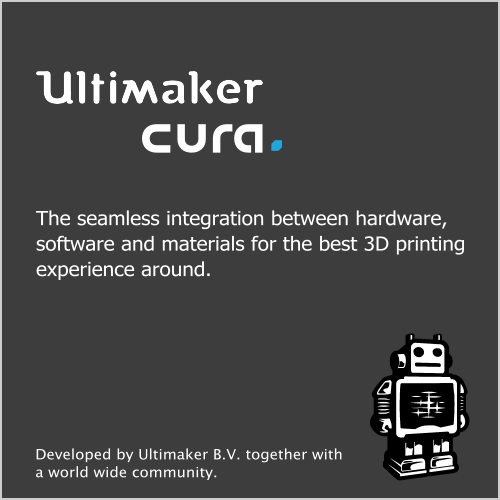 Ultimaker
cura.
The seamless integration between hardware,
software and materials for the best 3D printing
experience around.
Developed by Ultimaker B.V. together with
a world wide community.